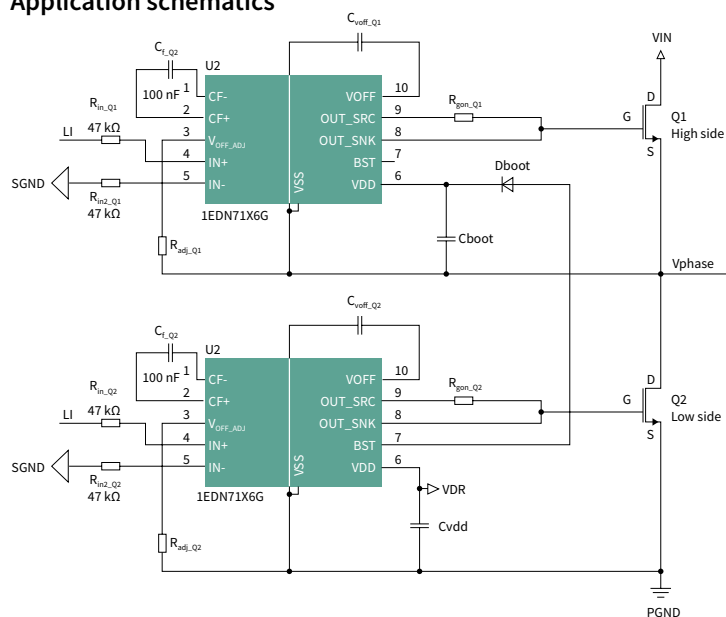 Application schematics
C_f_Q2
100 nF
U2
C_voff_Q1
VIN
1
CF-
VOFF
10
2
CF+
OUT_SRC
9
R_gon_Q1
D
R_in_Q1
47 kΩ
LI
3
V_OFF_ADJ
OUT_SNK
8
G
Q1
High side
S
4
IN+
BST
7
SGND
5
IN-
VDD
6
Dboot
R_in2_Q1
47 kΩ
VSS
1EDN71X6G
R_adj_Q1
Cboot
Vphase
C_f_Q2
100 nF
U2
C_voff_Q2
1
CF-
VOFF
10
2
CF+
OUT_SRC
9
R_gon_Q2
D
R_in_Q2
47 kΩ
LI
3
V_OFF_ADJ
OUT_SNK
8
G
Q2
Low side
S
4
IN+
BST
7
SGND
5
IN-
VDD
6
R_in2_Q2
47 kΩ
VSS
VDR
1EDN71X6G
Cvdd
R_adj_Q2
PGND